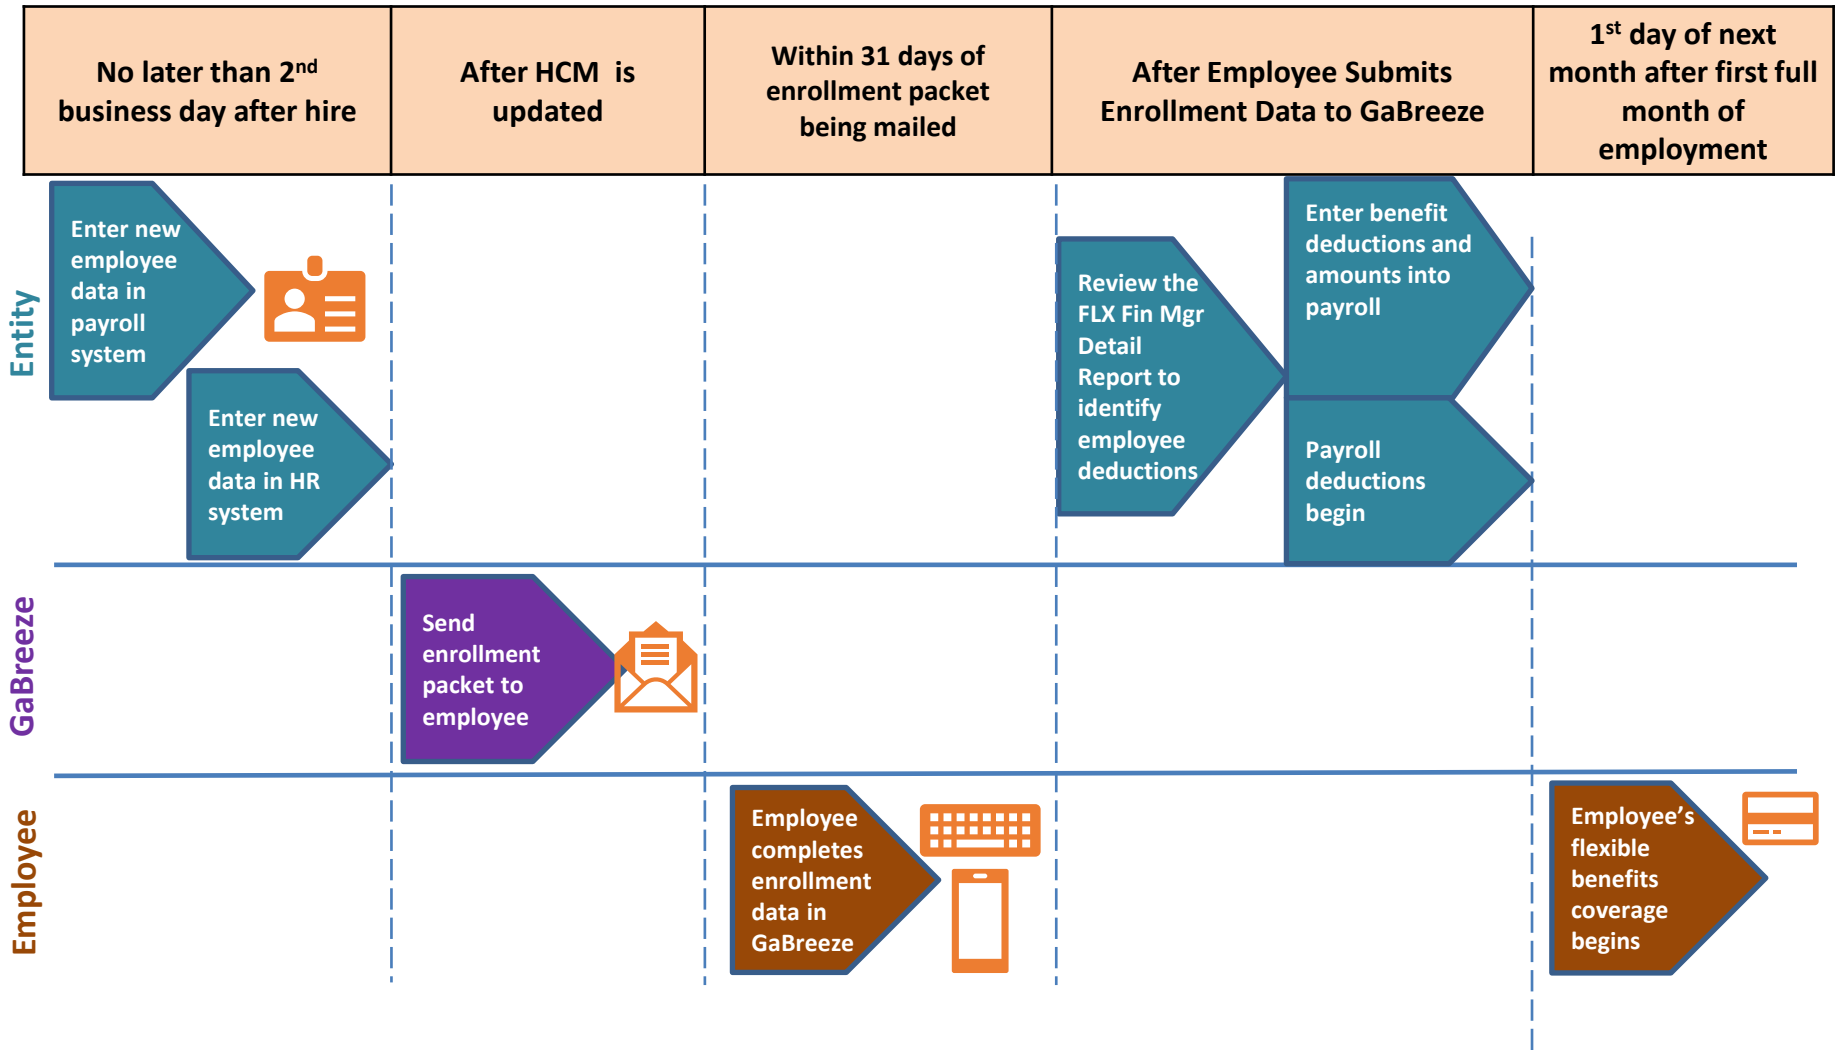 No later than 2nd
business day after hire
After HCM is
updated
Within 31 days of
enrollment packet
being mailed
After Employee Submits
Enrollment Data to GaBreeze
1st day of next
month after first full
month of
employment
Entity
Enter new
employee
data in
payroll
system
Enter new
employee
data in HR
system
Review the
FLX Fin Mgr
Detail
Report to
identify
employee
deductions
Enter benefit
deductions and
amounts into
payroll
Payroll
deductions
begin
GaBreeze
Send
enrollment
packet to
employee
Employee
Employee
completes
enrollment
data in
GaBreeze
Employee’s
flexible
benefits
coverage
begins